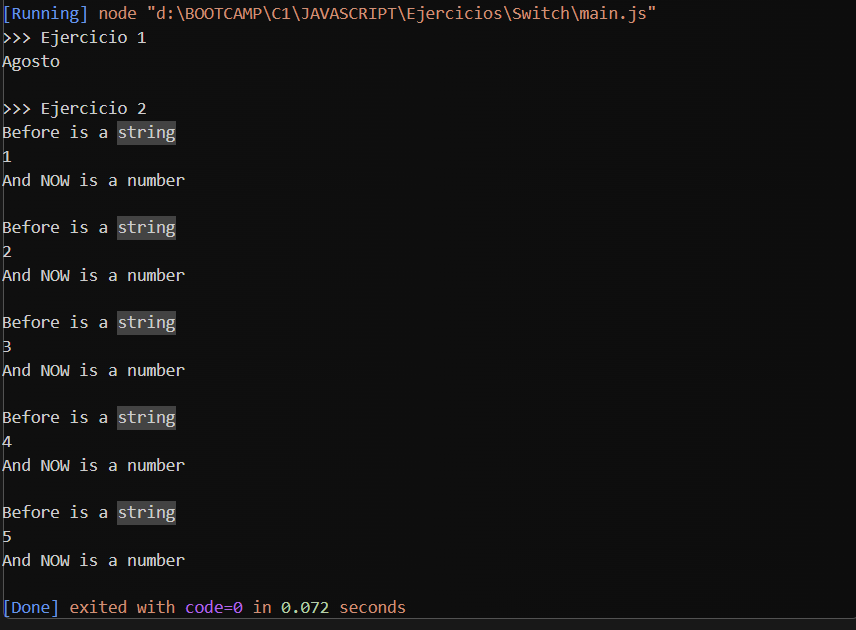 [Running] node "d:\BOOTCAMP\C1\JAVASCRIPT\Ejercicios\Switch\main.js"
>>> Ejercicio 1
Agosto
>>> Ejercicio 2
Before is a string
1
And NOW is a number
Before is a string
2
And NOW is a number
Before is a string
3
And NOW is a number
Before is a string
4
And NOW is a number
Before is a string
5
And NOW is a number
[Done] exited with code=0 in 0.072 seconds